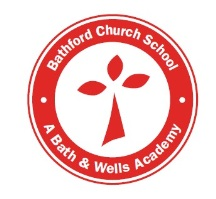 Bathford Church School
A Bath & Wells Academy